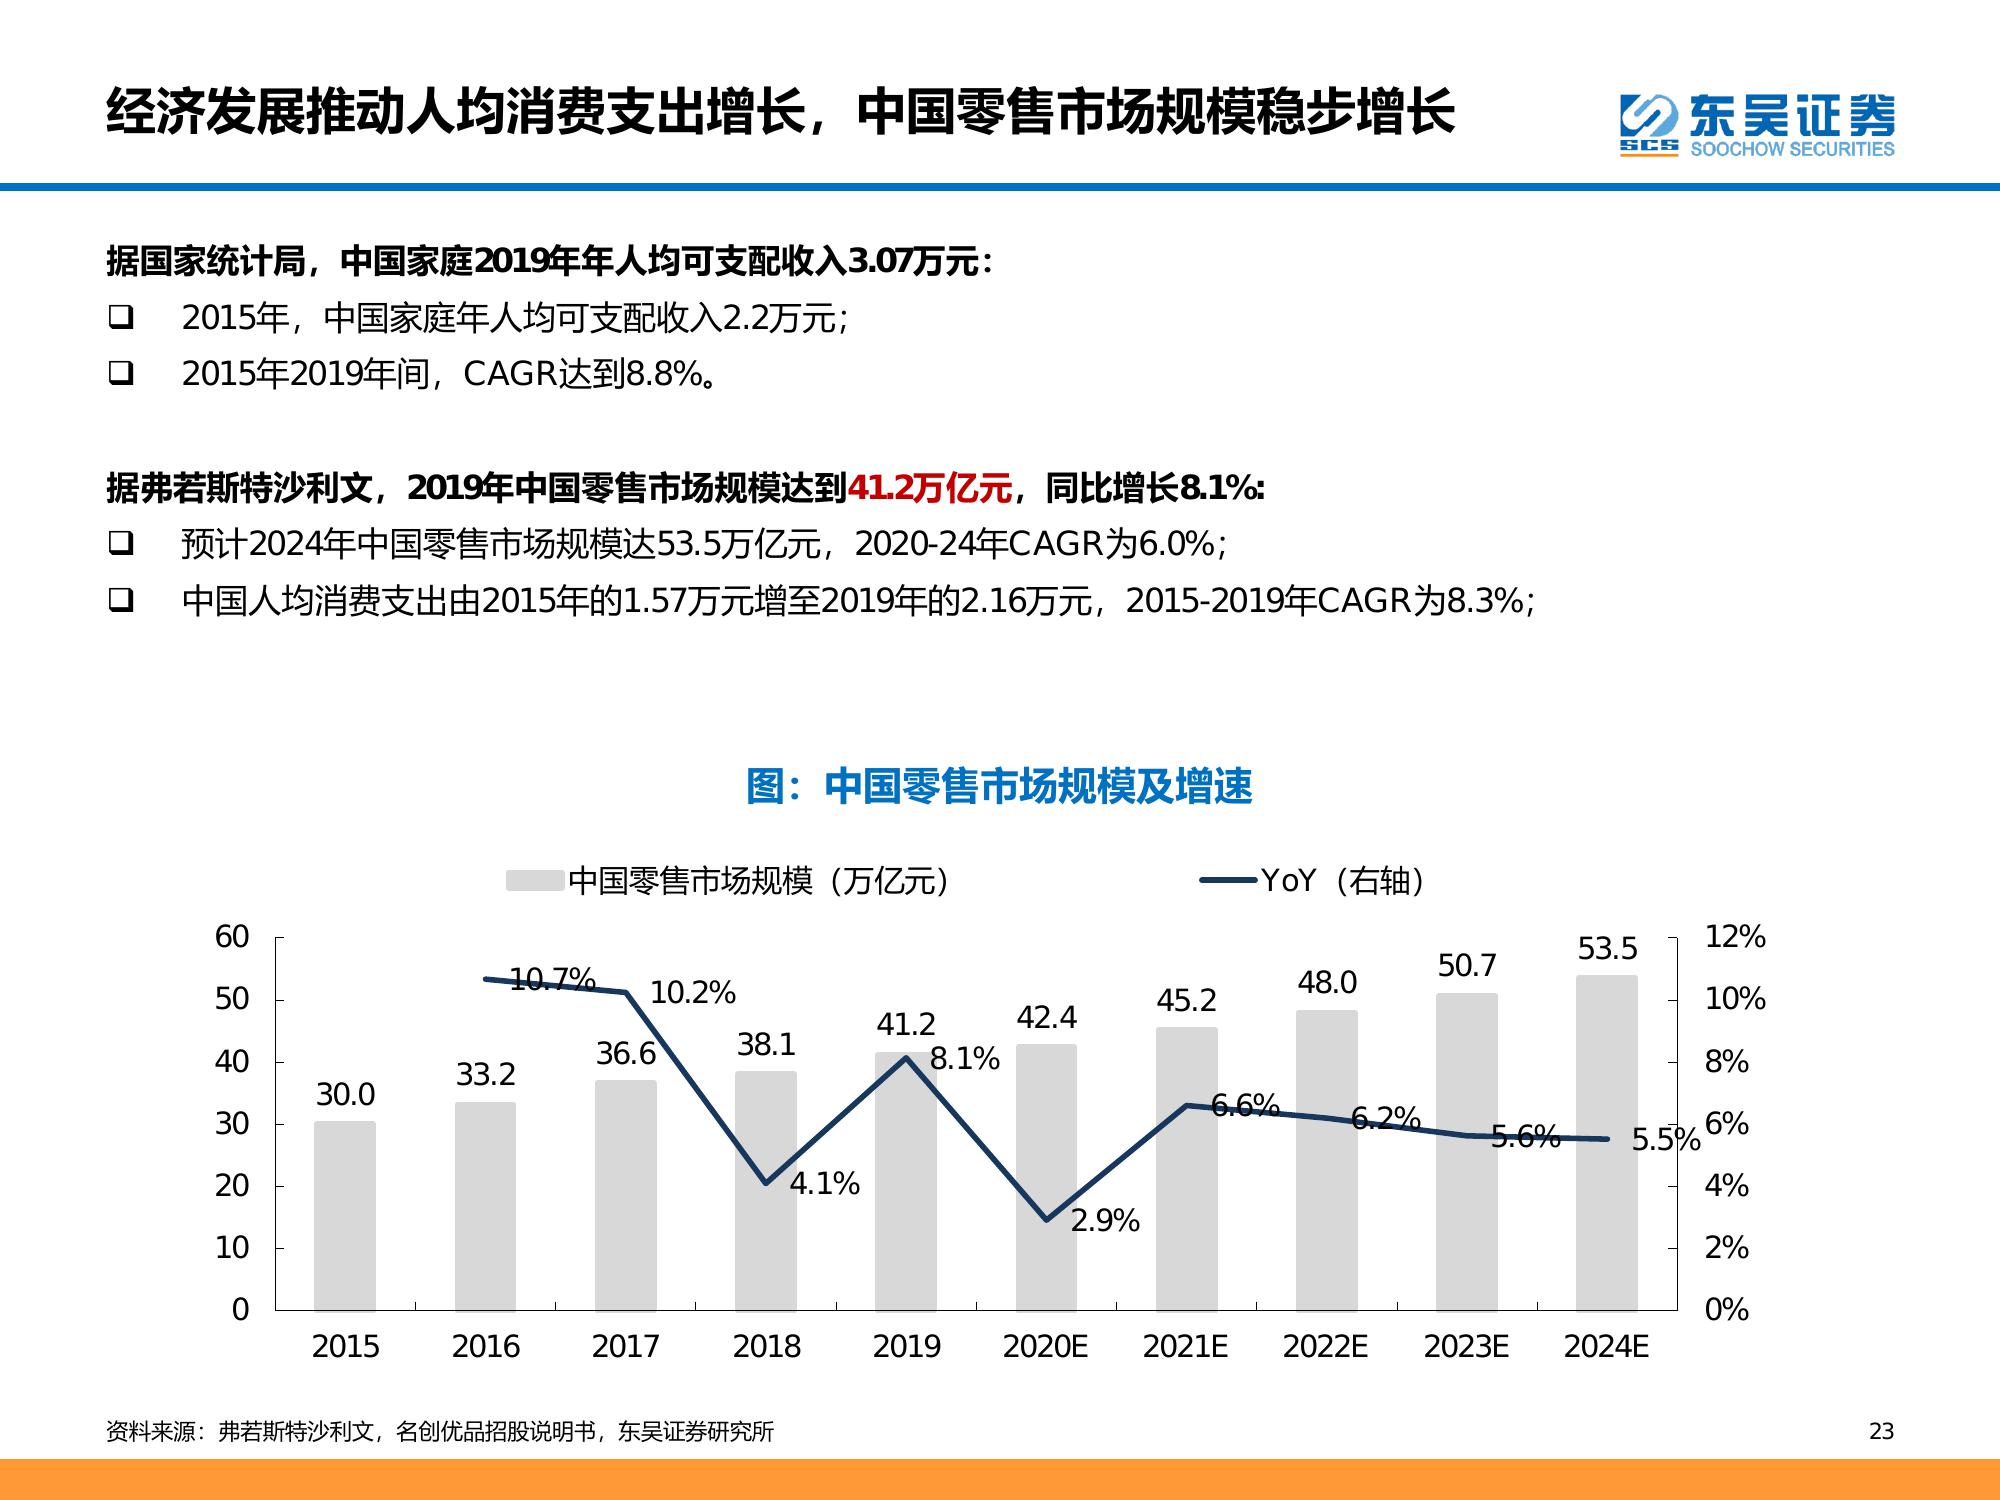 经济发展推动人均消费支出增长，中国零售市场规模稳步增长
SCS
东吴证券
SOOCHOW SECURITIES
据国家统计局，中国家庭2019年年人均可支配收入3.07万元：
❑ 2015年，中国家庭年人均可支配收入2.2万元；
❑ 2015年2019年间，CAGR达到8.8%。
据弗若斯特沙利文，2019年中国零售市场规模达到41.2万亿元，同比增长8.1%:
❑ 预计2024年中国零售市场规模达53.5万亿元，2020-24年CAGR为6.0%；
❑ 中国人均消费支出由2015年的1.57万元增至2019年的2.16万元，2015-2019年CAGR为8.3%；
图：中国零售市场规模及增速
中国零售市场规模（万亿元） YoY（右轴）
60
50
40
30
20
10
0
30.0
33.2
36.6
38.1
41.2
42.4
45.2
48.0
50.7
53.5
10.7%
10.2%
4.1%
8.1%
2.9%
6.6%
6.2%
5.6%
5.5%
12%
10%
8%
6%
4%
2%
0%
2015 2016 2017 2018 2019 2020E 2021E 2022E 2023E 2024E
资料来源：弗若斯特沙利文，名创优品招股说明书，东吴证券研究所
23